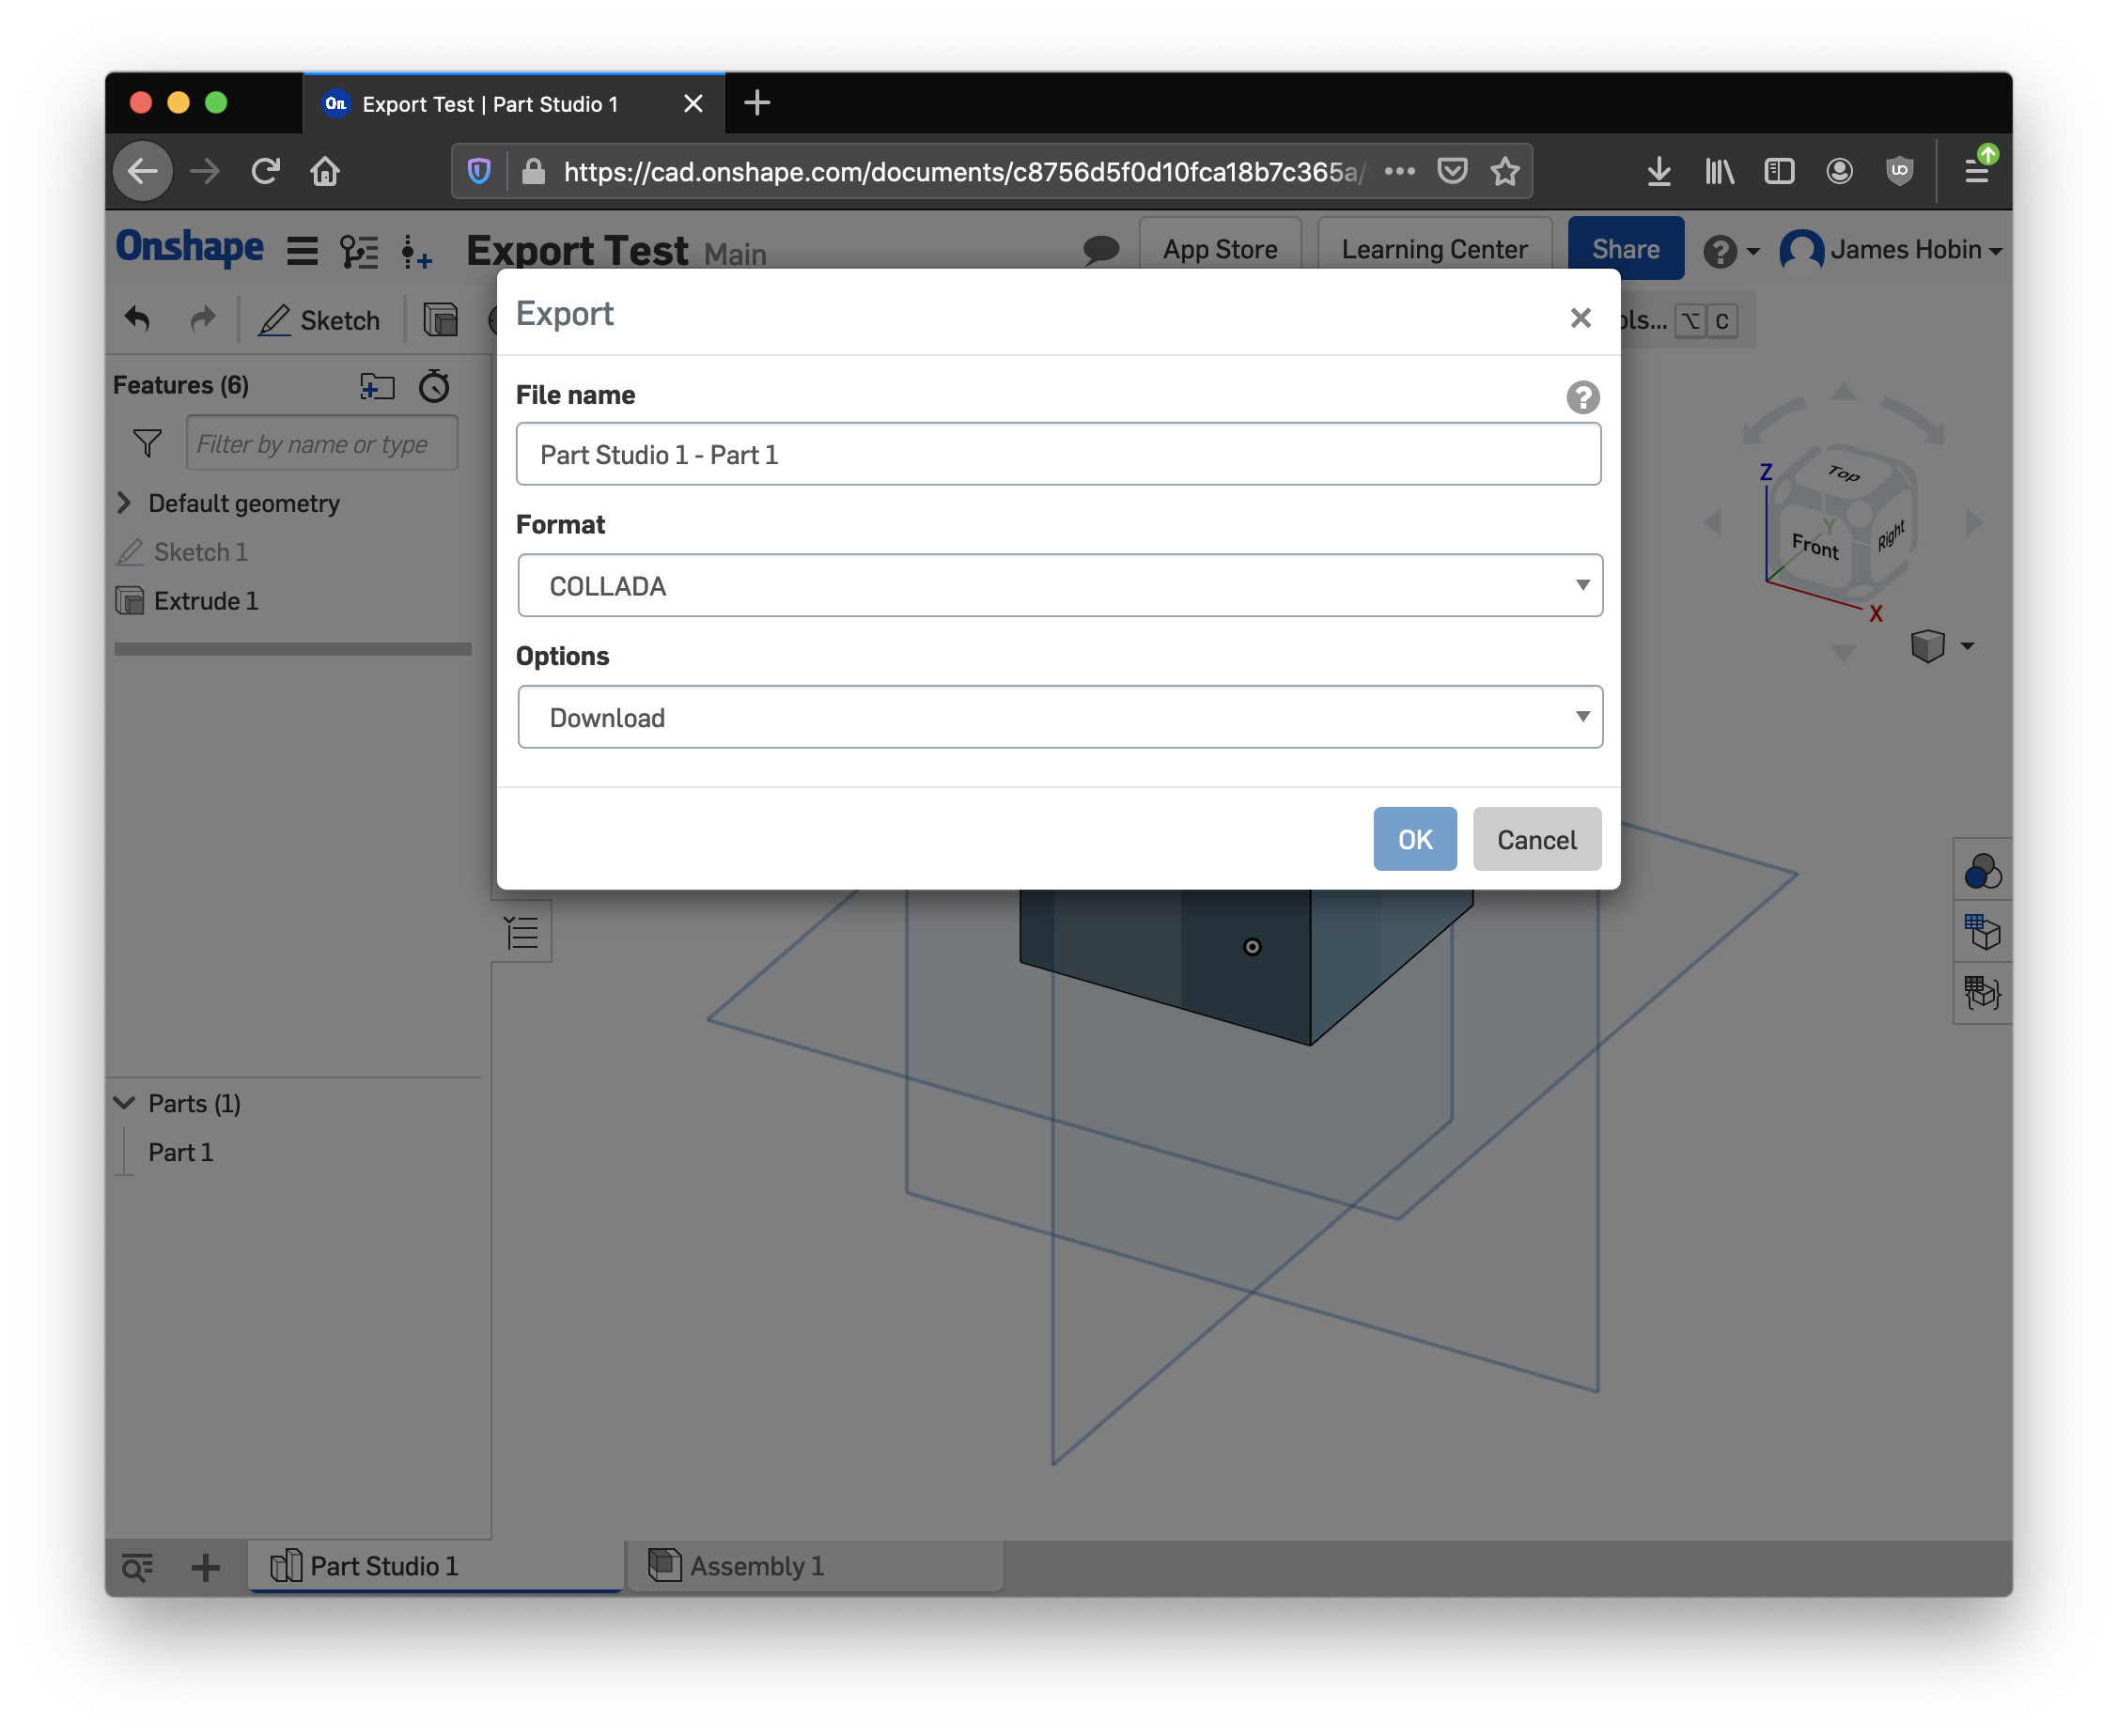 Export Test | Part Studio 1
https://cad.onshape.com/documents/c8756d5f0d10fca18b7c365a/
Onshape
Export Test Main
App Store
Learning Center
Share
James Hobin
Sketch
ols... ⌥ C
Export
Features (6)
Filter by name or type
Default geometry
Sketch 1
Extrude 1
File name
Part Studio 1 - Part 1
Format
COLLADA
Options
Download
OK
Cancel
Z
Top
Y
Front
Right
X
Parts (1)
Part 1
Part Studio 1
Assembly 1